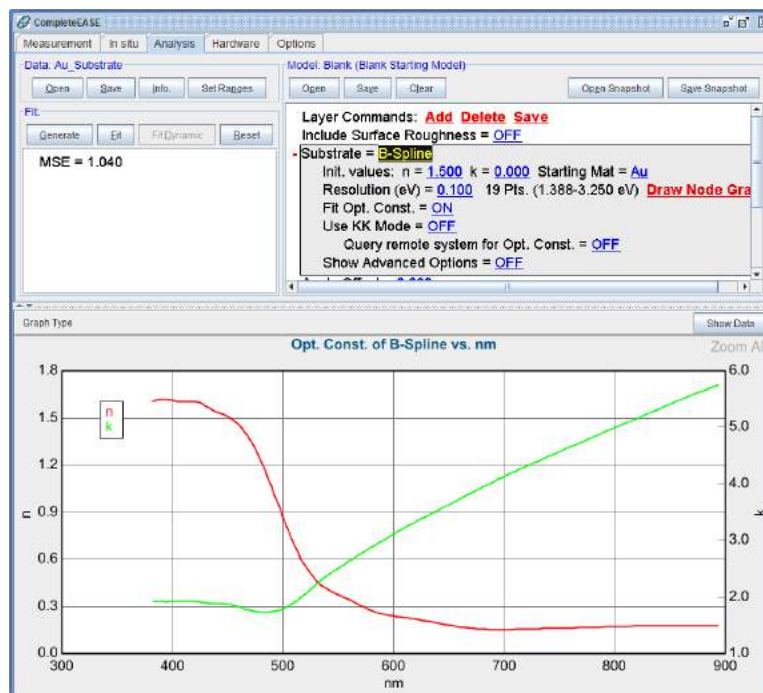 CompleteEASE
Measurement In situ Analysis Hardware Options
Data: Au_Substrate
Open Save Info. Set Ranges
Fit:
Generate Fit Fit Dynamic Reset
MSE = 1.040
Model: Blank (Blank Starting Model)
Open Save Clear Open Snapshot Save Snapshot
Layer Commands: Add Delete Save
Include Surface Roughness = OFF
- Substrate = B-Spline
Init. values: n = 1.500 k = 0.000 Starting Mat = Au
Resolution (eV) = 0.100 19 Pts. (1.388-3.250 eV) Draw Node Gra
Fit Opt. Const. = ON
Use KK Mode = OFF
Query remote system for Opt. Const. = OFF
Show Advanced Options = OFF
Graph Type Show Data
Opt. Const. of B-Spline vs. nm
Zoom Al
1.8
1.5
1.2
0.9
0.6
0.3
0.0
n
n
k
6.0
5.0
4.0
3.0
2.0
1.0
k
300 400 500 600 700 800 900
nm